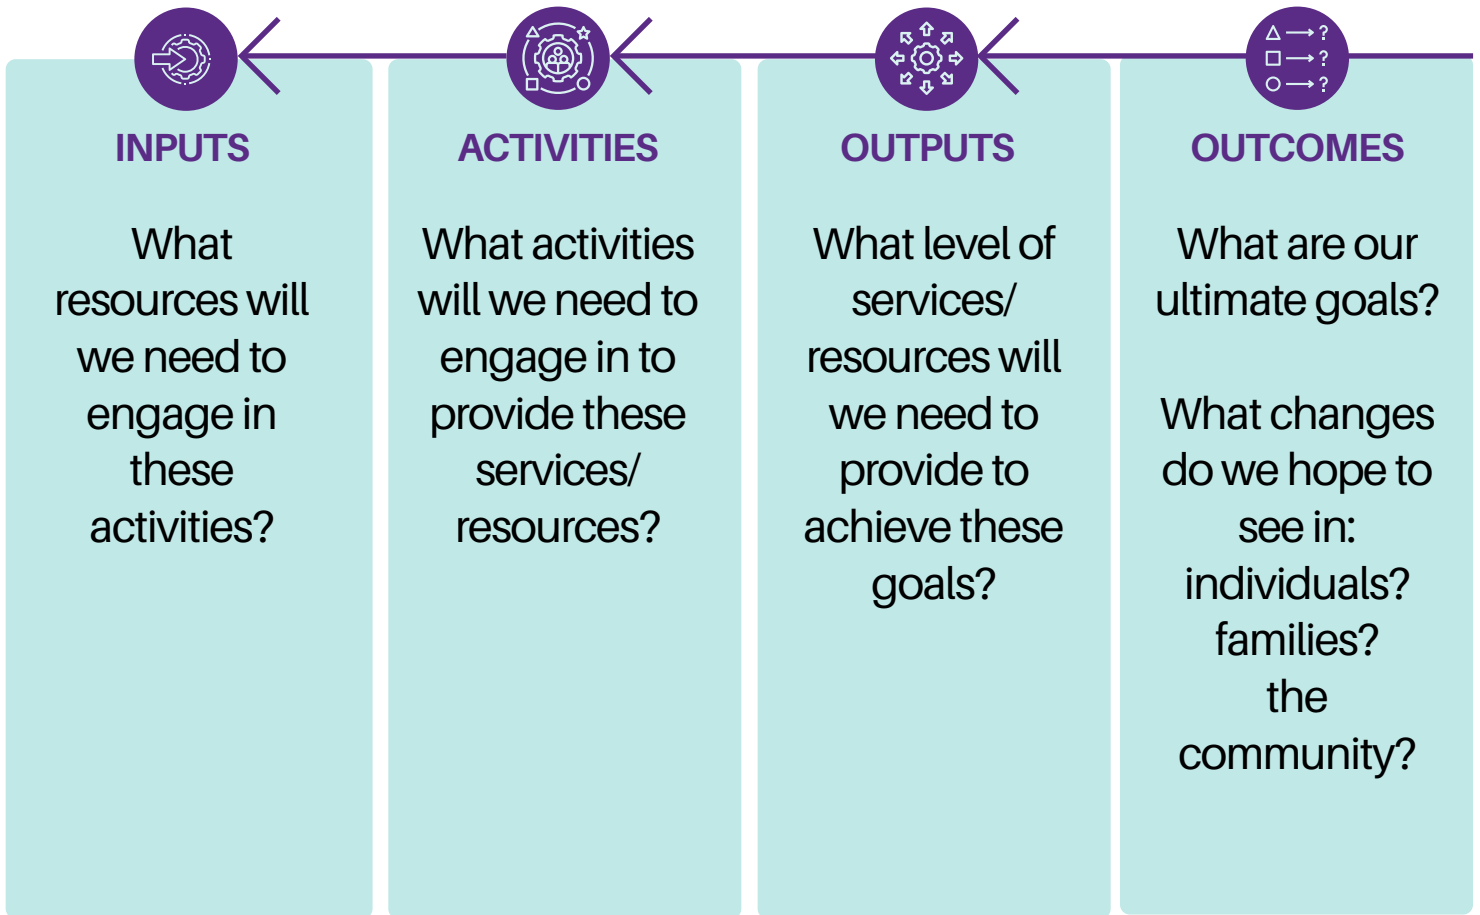 INPUTS
What
resources will
we need to
engage in
these
activities?
ACTIVITIES
What activities
will we need to
engage in to
provide these
services/
resources?
OUTPUTS
What level of
services/
resources will
we need to
provide to
achieve these
goals?
? 
? 
? 
OUTCOMES
What are our
ultimate goals?
What changes
do we hope to
see in:
individuals?
families?
the
community?